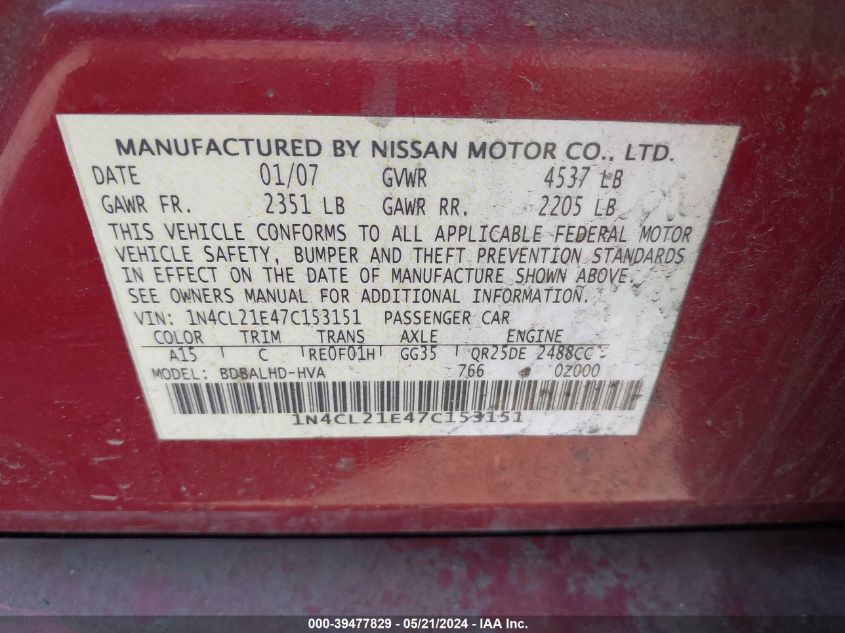 MANUFACTURED BY NISSAN MOTOR CO., LTD.
DATE 01/07 GVWR 4537 LB
GAWR FR. 2351 LB GAWR RR. 2205 LB
THIS VEHICLE CONFORMS TO ALL APPLICABLE FEDERAL MOTOR
VEHICLE SAFETY, BUMPER AND THEFT PREVENTION STANDARDS
IN EFFECT ON THE DATE OF MANUFACTURE SHOWN ABOVE.
SEE OWNERS MANUAL FOR ADDITIONAL INFORMATION.
VIN: 1N4CL21E47C153151 PASSENGER CAR
COLOR TRIM TRANS AXLE ENGINE
A15 C RE0F01H GG35 QR25DE 2488CC
MODEL: BDBALHD-HVA 766 0Z000
1N4CL21E47C153151
000-39477829 - 05/21/2024 - IAAI.COM